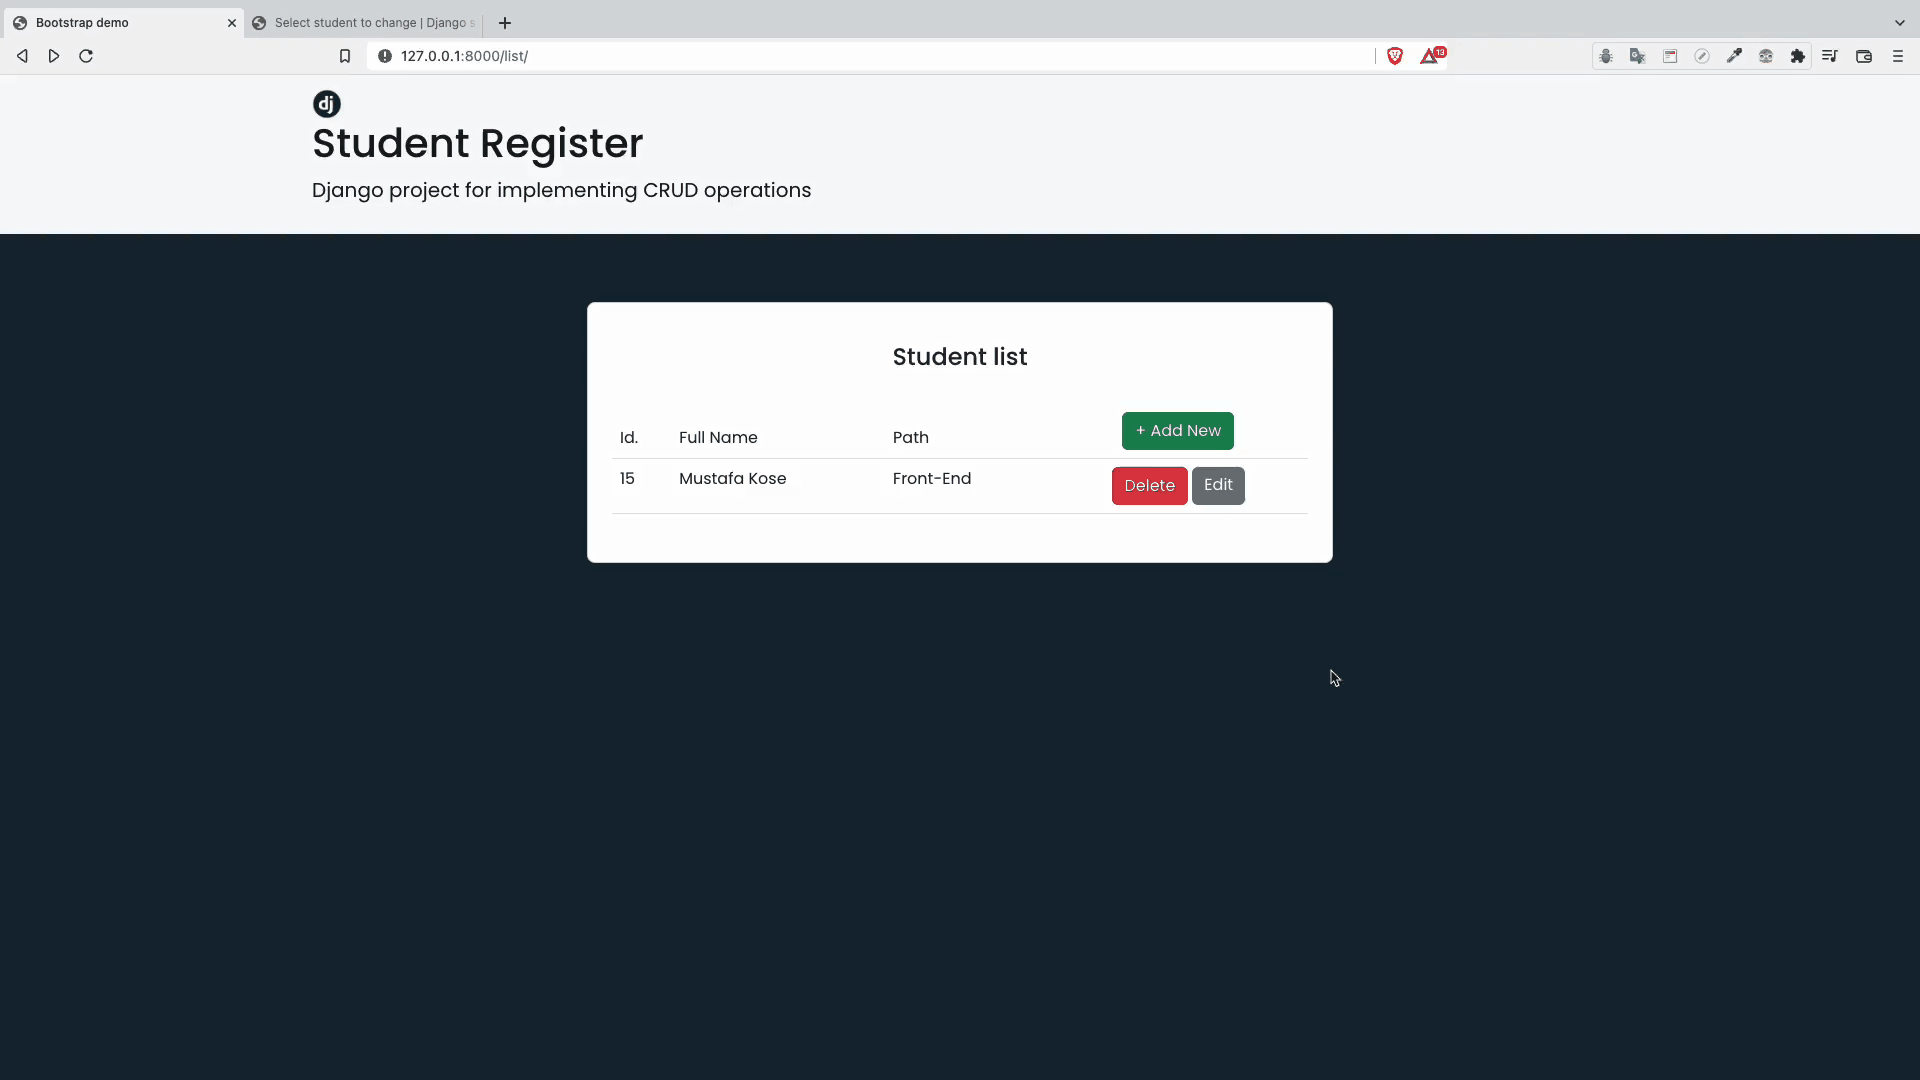 Bootstrap demo
Select student to change | Django s
127.0.0.1:8000/list/
13
dj
Student Register
Django project for implementing CRUD operations
Student list
Id. Full Name Path + Add New
15 Mustafa Kose Front-End Delete Edit